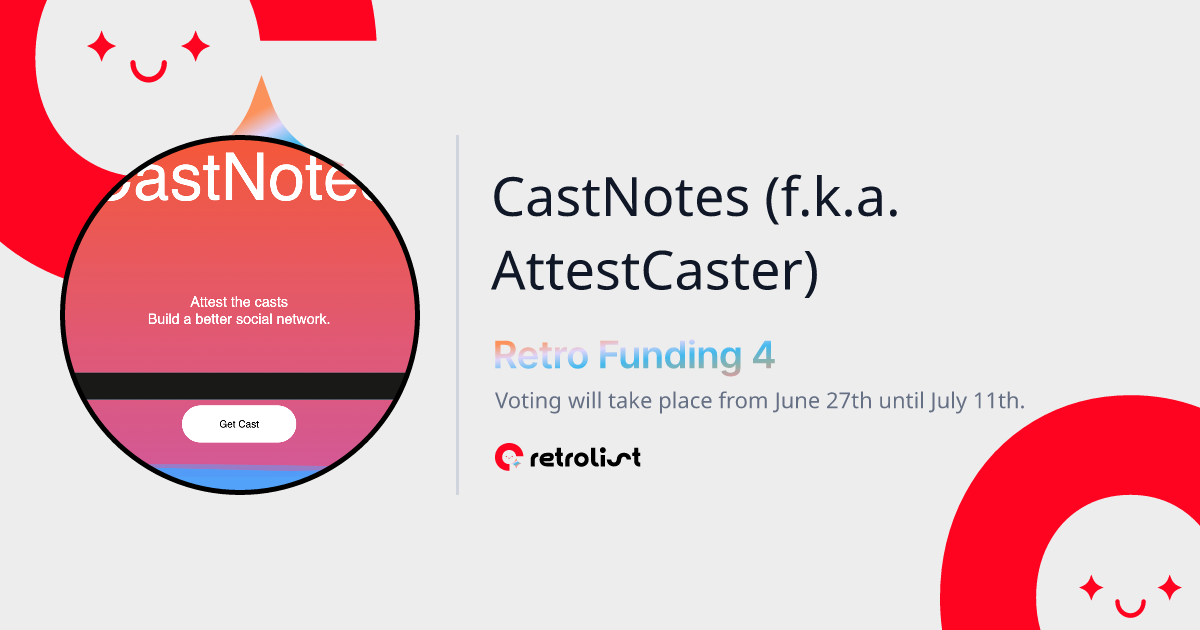 CastNotes
Attest the casts
Build a better social network.
Get Cast
CastNotes (f.k.a.
AttestCaster)
Retro Funding 4
Voting will take place from June 27th until July 11th.
retrolist